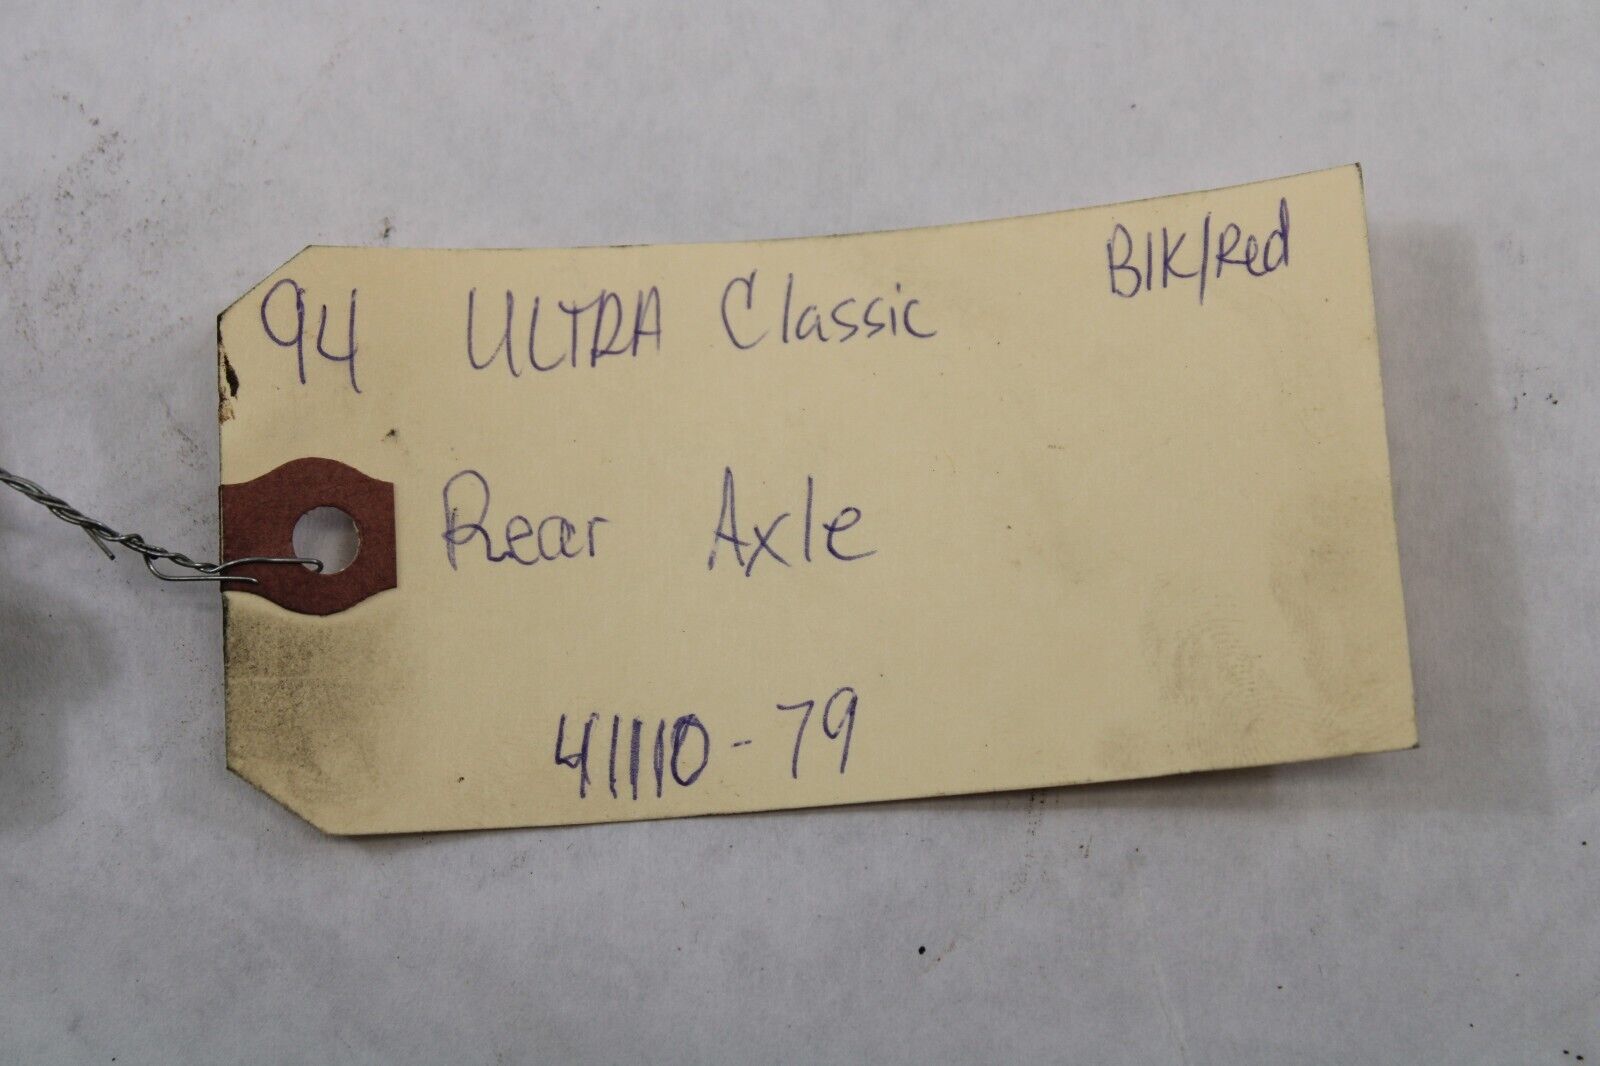 94 ULTRA Classic Blk/Red
Rear Axle
41110-79